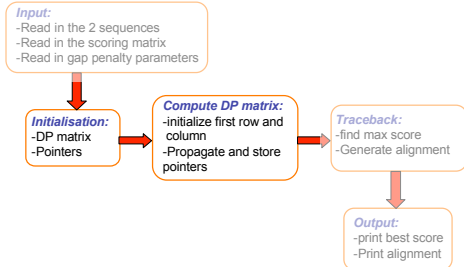 Input:
-Read in the 2 sequences
-Read in the scoring matrix
-Read in gap penalty parameters
Initialisation:
-DP matrix
-Pointers
Compute DP matrix:
-initialize first row and
column
-Propagate and store
pointers
Traceback:
-find max score
-Generate alignment
Output:
-print best score
-Print alignment